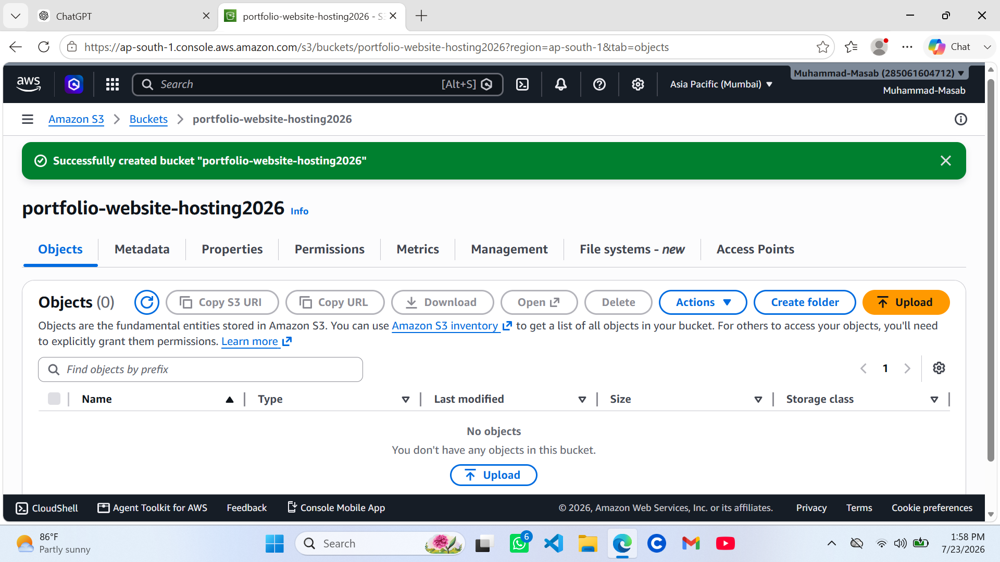 ChatGPT
portfolio-website-hosting2026 - S3
https://ap-south-1.console.aws.amazon.com/s3/buckets/portfolio-website-hosting2026?region=ap-south-1&tab=objects
Chat
aws
Search
[Alt+S]
Asia Pacific (Mumbai)
Muhammad-Masab (285061604712)
Muhammad-Masab
Amazon S3
Buckets
portfolio-website-hosting2026
Successfully created bucket "portfolio-website-hosting2026"
portfolio-website-hosting2026 Info
Objects
Metadata
Properties
Permissions
Metrics
Management
File systems - new
Access Points
Objects (0)
Copy S3 URI
Copy URL
Download
Open
Delete
Actions
Create folder
Upload
Objects are the fundamental entities stored in Amazon S3. You can use Amazon S3 inventory to get a list of all objects in your bucket. For others to access your objects, you'll need
to explicitly grant them permissions. Learn more
Find objects by prefix
1
Name
Type
Last modified
Size
Storage class
No objects
You don't have any objects in this bucket.
Upload
CloudShell
Agent Toolkit for AWS
Feedback
Console Mobile App
© 2026, Amazon Web Services, Inc. or its affiliates.
Privacy
Terms
Cookie preferences
86°F
Partly sunny
Search
6
1:58 PM
7/23/2026